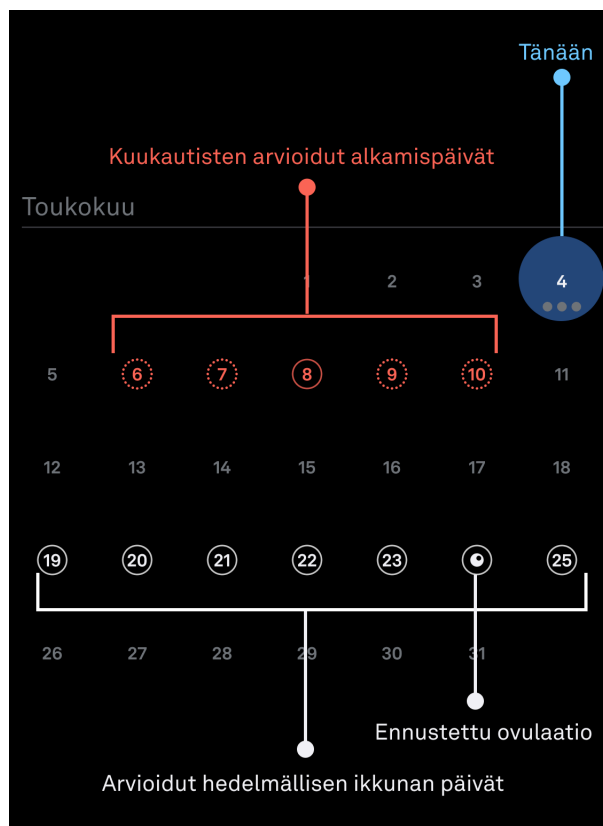 Tänään
Kuukautisten arvioidut alkamispäivät
Toukokuu
1 2 3 4
5 6 7 8 9 10 11
12 13 14 15 16 17 18
19 20 21 22 23 25
26 27 28 29 30 31
Ennustettu ovulaatio
Arvioidut hedelmällisen ikkunan päivät